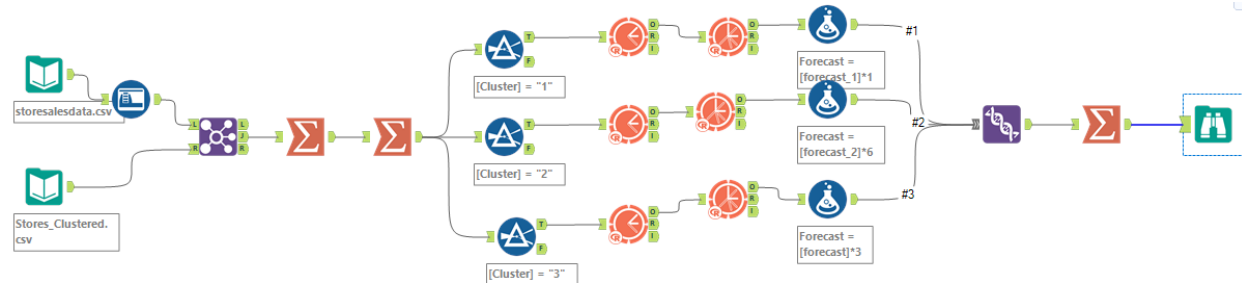 #1
T
F
O
R
I
O
R
I
Forecast =
[forecast_1]*1
[Cluster] = "1"
storesalesdata.csv
L
R
L
J
R
T
F
O
R
I
O
R
I
#2
Forecast =
[forecast_2]*6
[Cluster] = "2"
Stores_Clustered.
csv
T
F
O
R
I
O
R
I
#3
Forecast =
[forecast]*3
[Cluster] = "3"